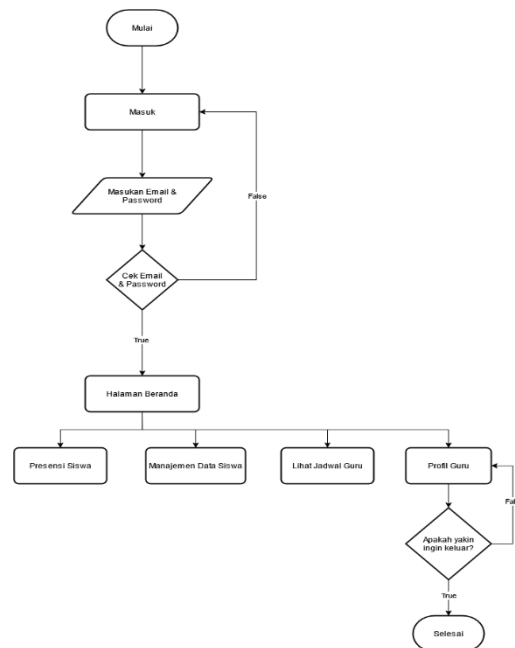 Mulai
Masuk
Masukan Email &
Password
False
Cek Email
& Password
True
Halaman Beranda
Presensi Siswa
Manajemen Data Siswa
Lihat Jadwal Guru
Profil Guru
Fal
Apakah yakin
ingin keluar?
True
Selesai